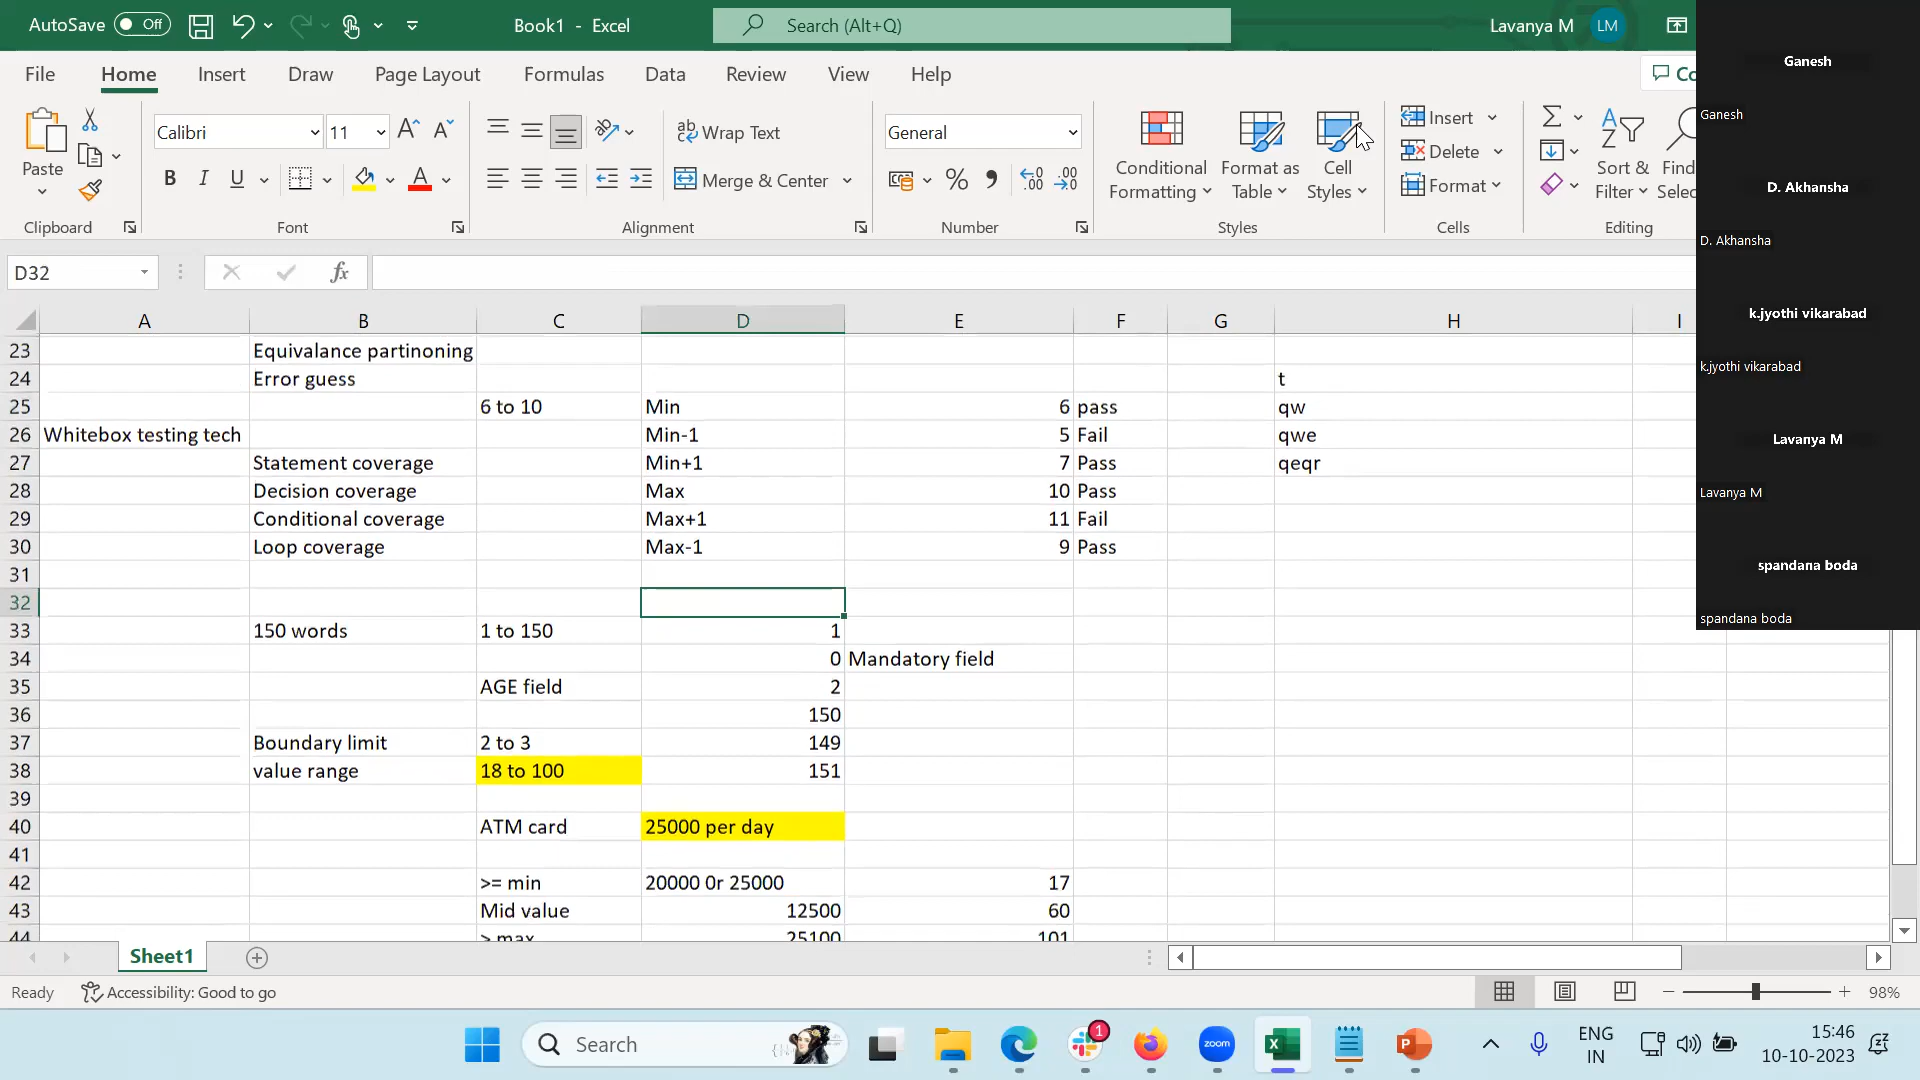 AutoSave Off Book1 - Excel Search (Alt+Q) Lavanya M LM
File Home Insert Draw Page Layout Formulas Data Review View Help Co
Paste Calibri 11 A A ab Wrap Text General Conditional Formatting Format as Table Cell Styles Insert Delete Format Sort & Filter Find Selec
B I U A Merge & Center % 9
Clipboard Font Alignment Number Styles Cells Editing
D32 fx
A B C D E F G H I
23 Equivalance partinoning
24 Error guess t
25 6 to 10 Min 6 pass qw
26 Whitebox testing tech Min-1 5 Fail qwe
27 Statement coverage Min+1 7 Pass qeqr
28 Decision coverage Max 10 Pass
29 Conditional coverage Max+1 11 Fail
30 Loop coverage Max-1 9 Pass
31
32
33 150 words 1 to 150 1
34 0 Mandatory field
35 AGE field 2
36 150
37 Boundary limit 2 to 3 149
38 value range 18 to 100 151
39
40 ATM card 25000 per day
41
42 >= min 20000 0r 25000 17
43 Mid value 12500 60
44 > max 25100 101
Sheet1
Ready Accessibility: Good to go 98%
Ganesh
Ganesh
D. Akhansha
D. Akhansha
k.jyothi vikarabad
k.jyothi vikarabad
Lavanya M
Lavanya M
spandana boda
spandana boda
Search 1 zoom ENG IN 15:46 10-10-2023